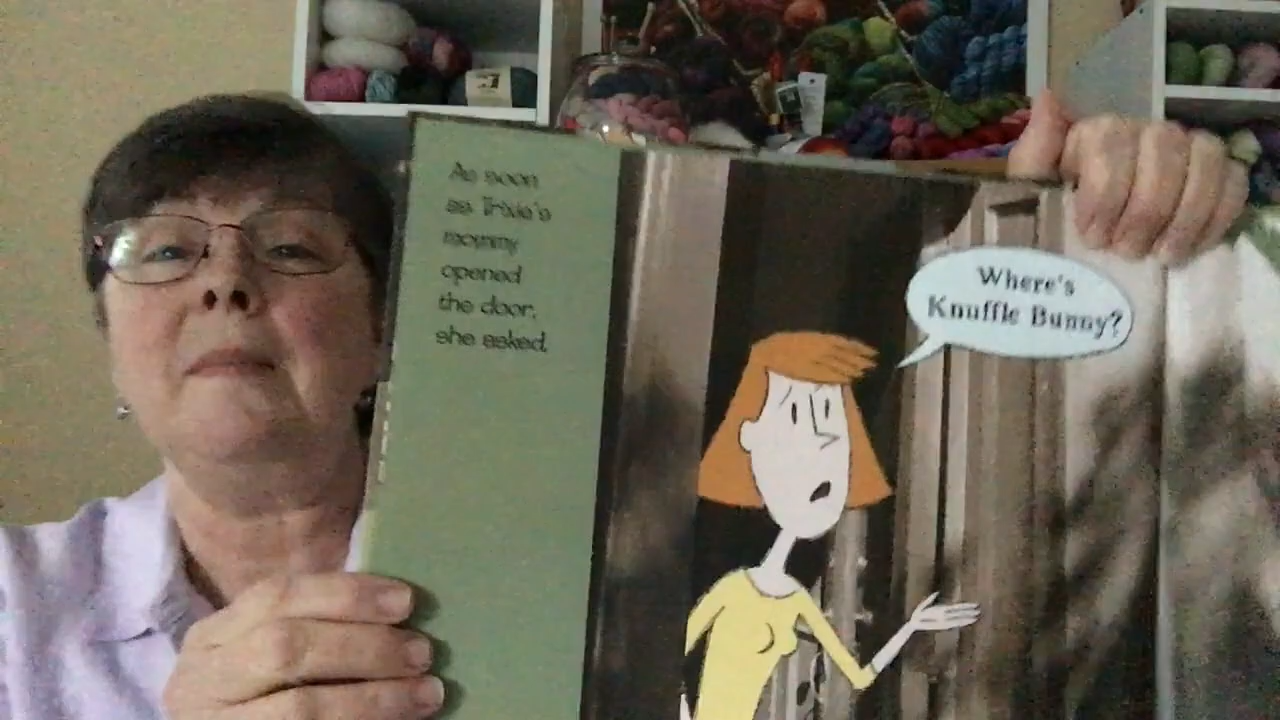 As soon
as Trixie's
mommy
opened
the door,
she asked,
Where's
Knuffle Bunny?